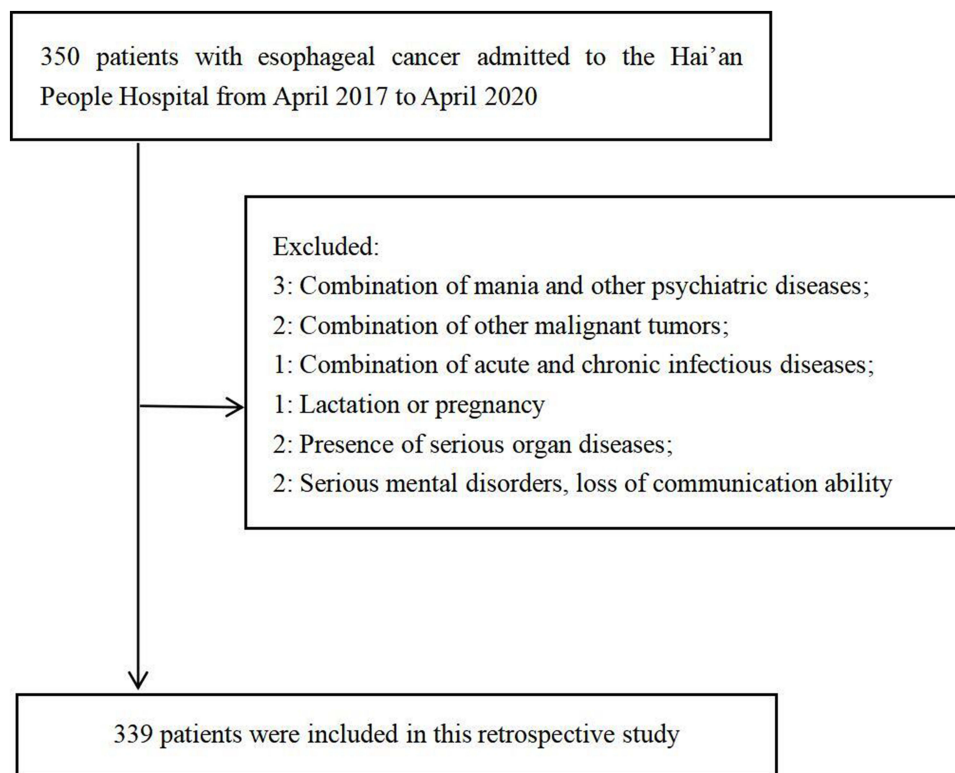 350 patients with esophageal cancer admitted to the Hai’an
People Hospital from April 2017 to April 2020
Excluded:
3: Combination of mania and other psychiatric diseases;
2: Combination of other malignant tumors;
1: Combination of acute and chronic infectious diseases;
1: Lactation or pregnancy
2: Presence of serious organ diseases;
2: Serious mental disorders, loss of communication ability
339 patients were included in this retrospective study